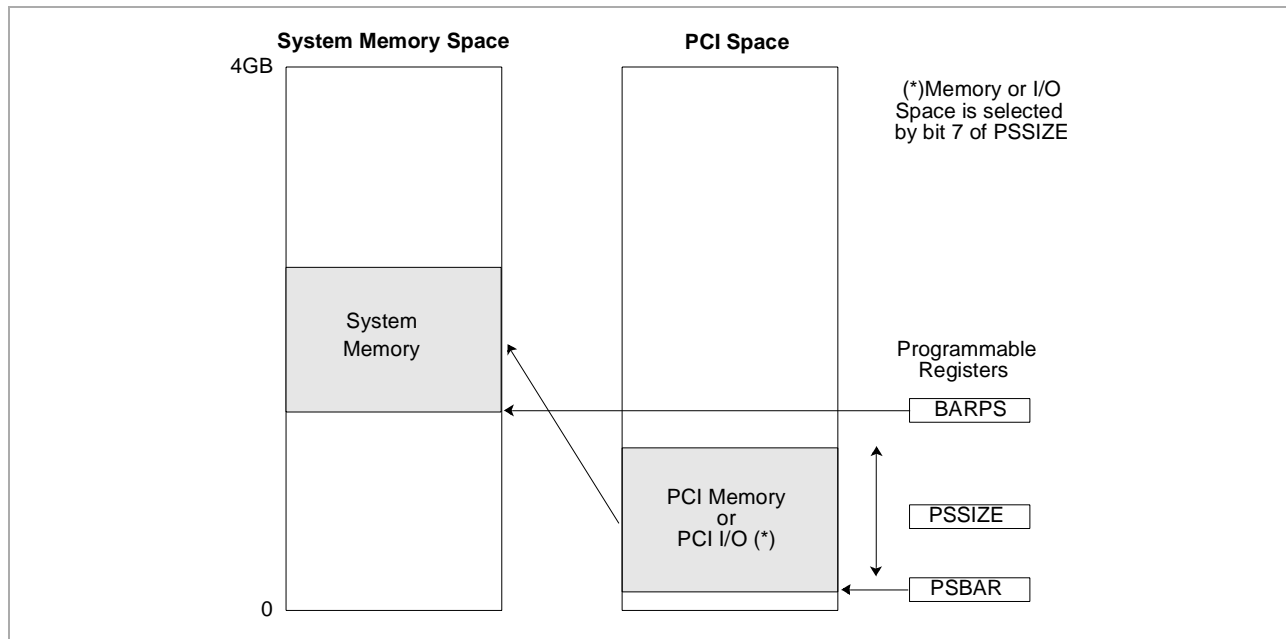 System Memory Space
PCI Space
4GB
(*)Memory or I/O
Space is selected
by bit 7 of PSSIZE
System
Memory
Programmable
Registers
BARPS
PCI Memory
or
PCI I/O (*)
PSSIZE
PSBAR
0